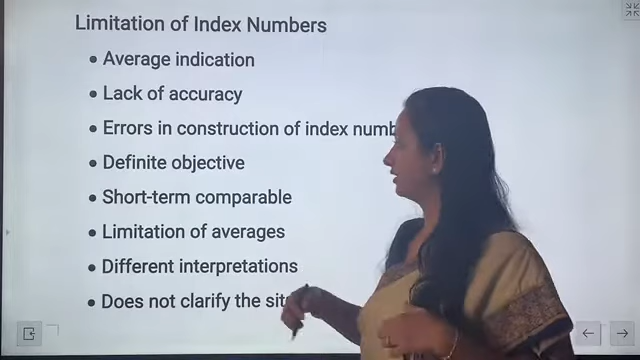 Limitation of Index Numbers
• Average indication
• Lack of accuracy
• Errors in construction of index
• Definite objective
• Short-term comparable
• Limitation of averages
• Different interpretations
• Does not clarify the